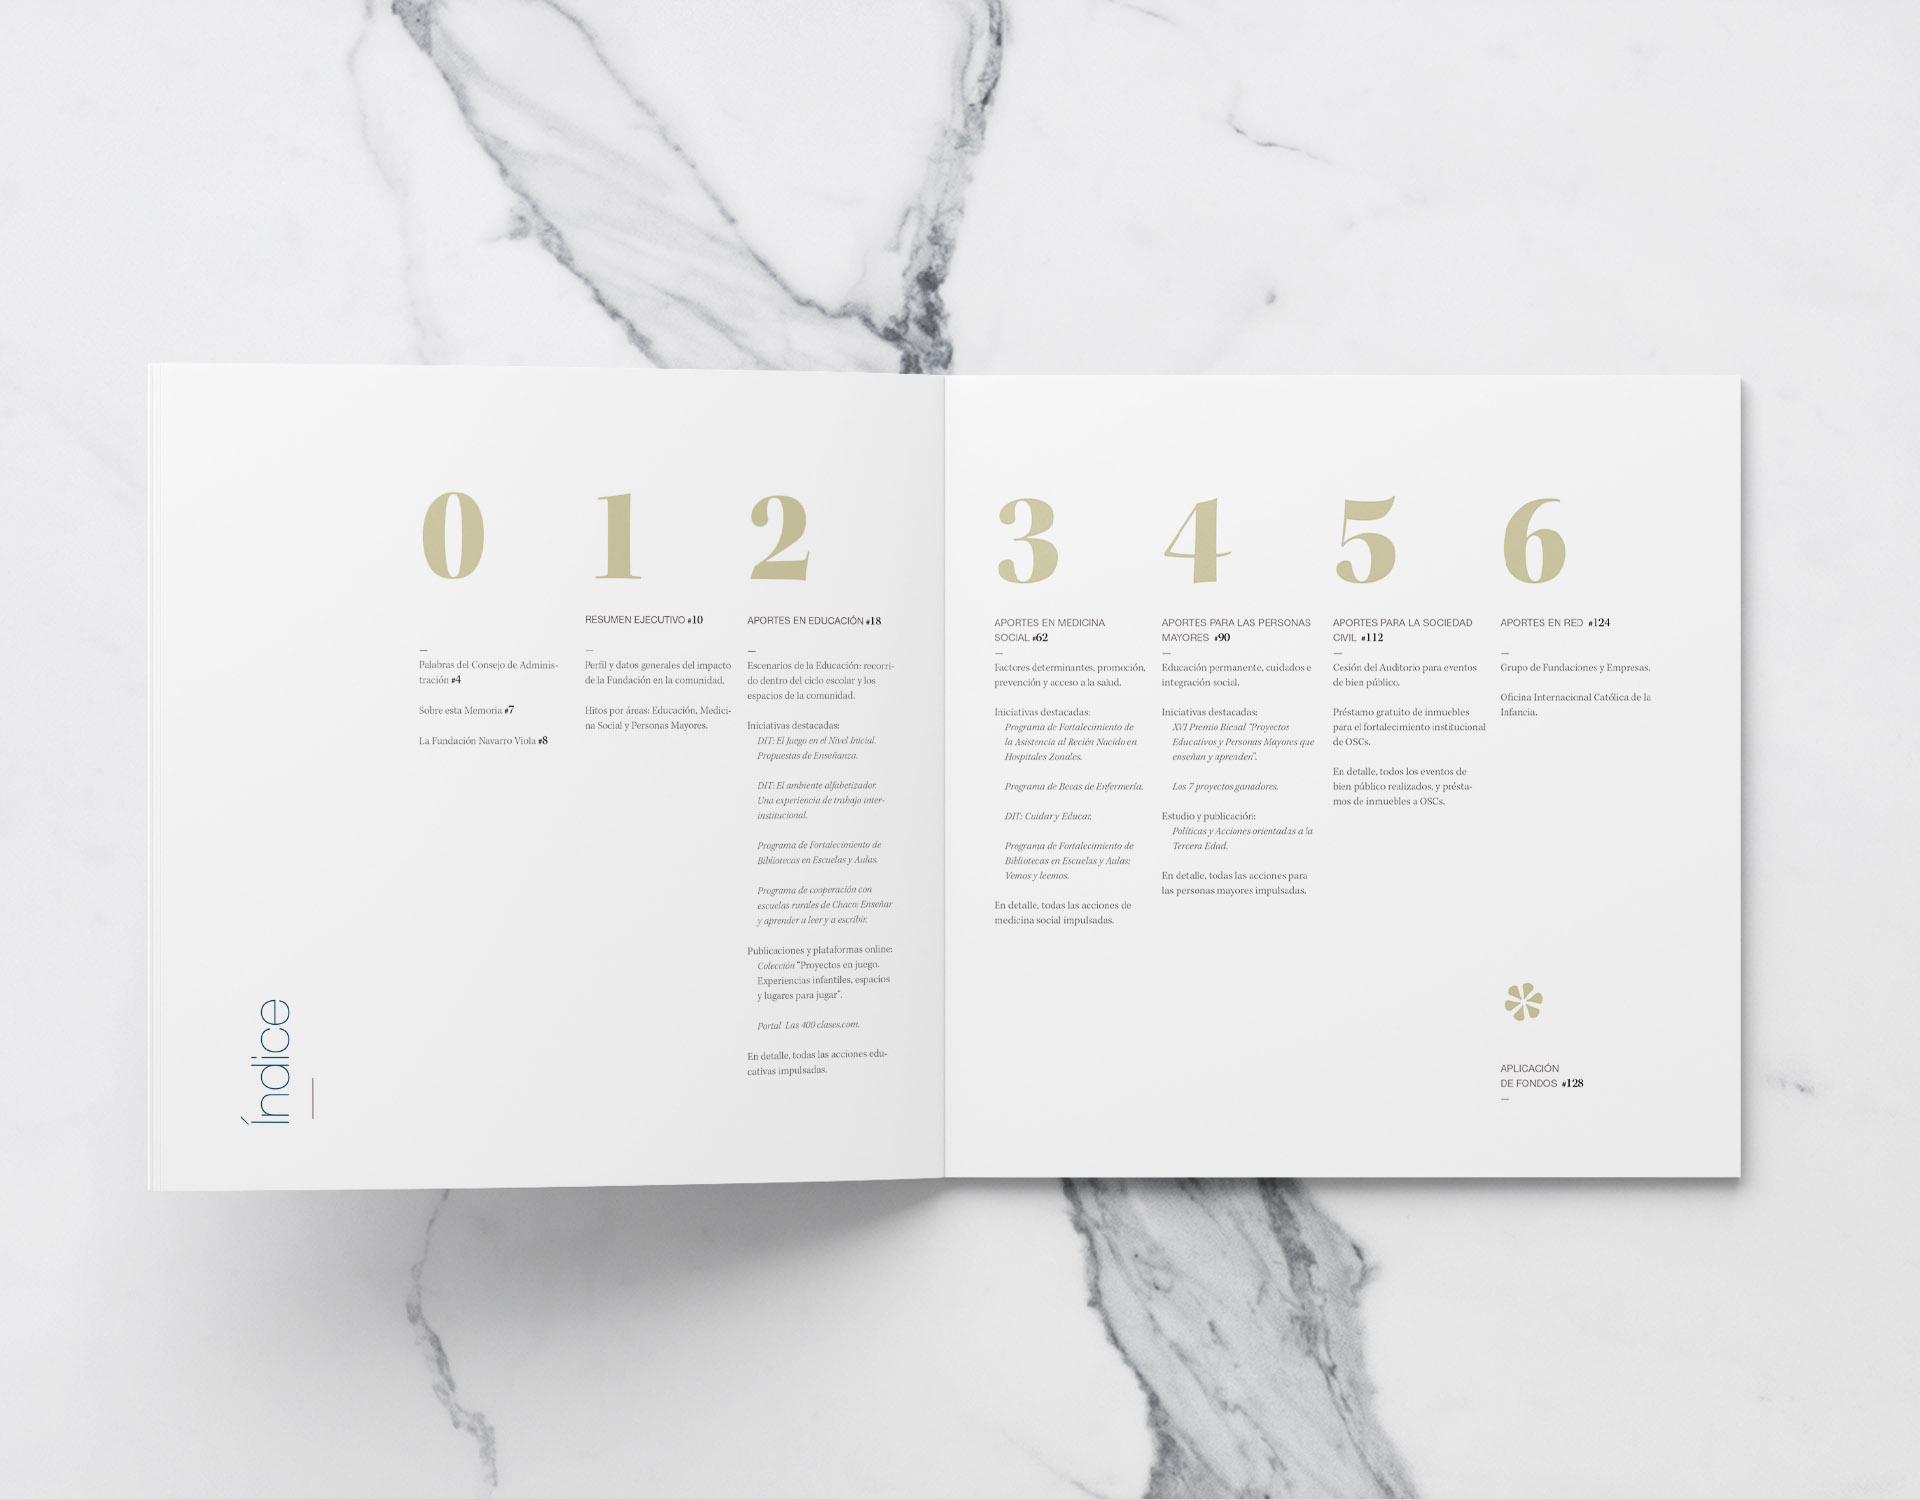 Índice
0
Palabras del Consejo de Adminis-
tración #4
Sobre esta Memoria #7
La Fundación Navarro Viola #8
1
RESUMEN EJECUTIVO #10
Perfil y datos generales del impacto
de la Fundación en la comunidad.
Hitos por áreas: Educación, Medici-
na Social y Personas Mayores.
2
APORTES EN EDUCACIÓN #18
Escenarios de la Educación: recorri-
do dentro del ciclo escolar y los
espacios de la comunidad.
Iniciativas destacadas:
DIT: El Juego en el Nivel Inicial.
Propuestas de Enseñanza.
DIT: El ambiente alfabetizador.
Una experiencia de trabajo inter-
institucional.
Programa de Fortalecimiento de
Bibliotecas en Escuelas y Aulas.
Programa de cooperación con
escuelas rurales de Chaco: Enseñar
y aprender a leer y a escribir.
Publicaciones y plataformas online:
Colección "Proyectos en juego.
Experiencias infantiles, espacios
y lugares para jugar".
Portal Las 400 clases.com.
En detalle, todas las acciones edu-
cativas impulsadas.
3
APORTES EN MEDICINA
SOCIAL #62
Factores determinantes, promoción,
prevención y acceso a la salud.
Iniciativas destacadas:
Programa de Fortalecimiento de
la Asistencia al Recién Nacido en
Hospitales Zonales.
Programa de Becas de Enfermería.
DIT: Cuidar y Educar.
Programa de Fortalecimiento de
Bibliotecas en Escuelas y Aulas:
Vemos y leemos.
En detalle, todas las acciones de
medicina social impulsadas.
4
APORTES PARA LAS PERSONAS
MAYORES #90
Educación permanente, cuidados e
integración social.
Iniciativas destacadas:
XVI Premio Bienal "Proyectos
Educativos y Personas Mayores que
enseñan y aprenden".
Los 7 proyectos ganadores.
Estudio y publicación:
Políticas y Acciones orientadas a la
Tercera Edad.
En detalle, todas las acciones para
las personas mayores impulsadas.
5
APORTES PARA LA SOCIEDAD
CIVIL #112
Cesión del Auditorio para eventos
de bien público.
Préstamo gratuito de inmuebles
para el fortalecimiento institucional
de OSCs.
En detalle, todos los eventos de
bien público realizados, y présta-
mos de inmuebles a OSCs.
6
APORTES EN RED #124
Grupo de Fundaciones y Empresas.
Oficina Internacional Católica de la
Infancia.
APLICACIÓN
DE FONDOS #128